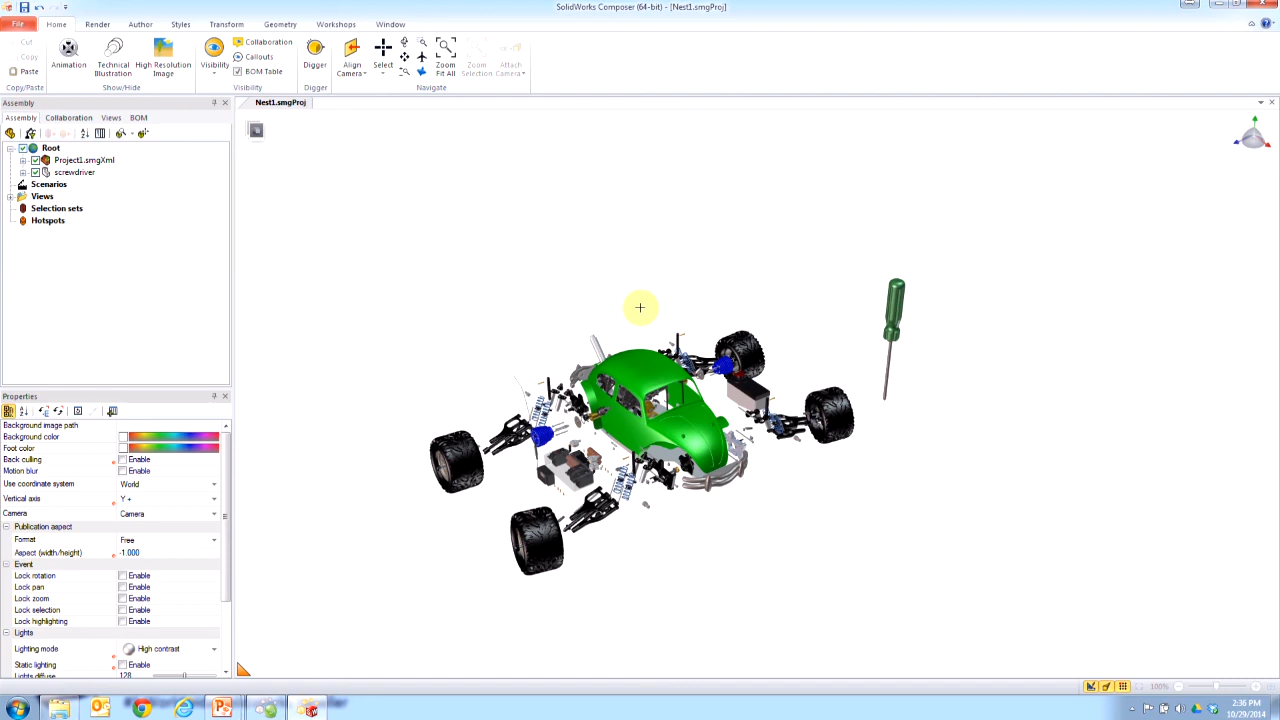 SolidWorks Composer (64-bit) - [Nest1.smgProj]
File Home Render Author Styles Transform Geometry Workshops Window
Cut
Copy
Paste
Animation
Technical Illustration
High Resolution Image
Visibility
Collaboration
Callouts
BOM Table
Digger
Align Camera
Select
Zoom Fit All
Zoom Selection
Attach Camera
Copy/Paste Show/Hide Visibility Digger Navigate
Assembly
Nest1.smgProj
Assembly Collaboration Views BOM
Root
Project1.smgXml
screwdriver
Scenarios
Views
Selection sets
Hotspots
Properties
Background image path
Background color
Foot color
Back culling Enable
Motion blur Enable
Use coordinate system World
Vertical axis Y +
Camera Camera
Publication aspect
Format Free
Aspect (width/height) -1.000
Event
Lock rotation Enable
Lock pan Enable
Lock zoom Enable
Lock selection Enable
Lock highlighting Enable
Lights
Lighting mode High contrast
Static lighting Enable
Lights diffuse 128
100%
2:36 PM
10/29/2014